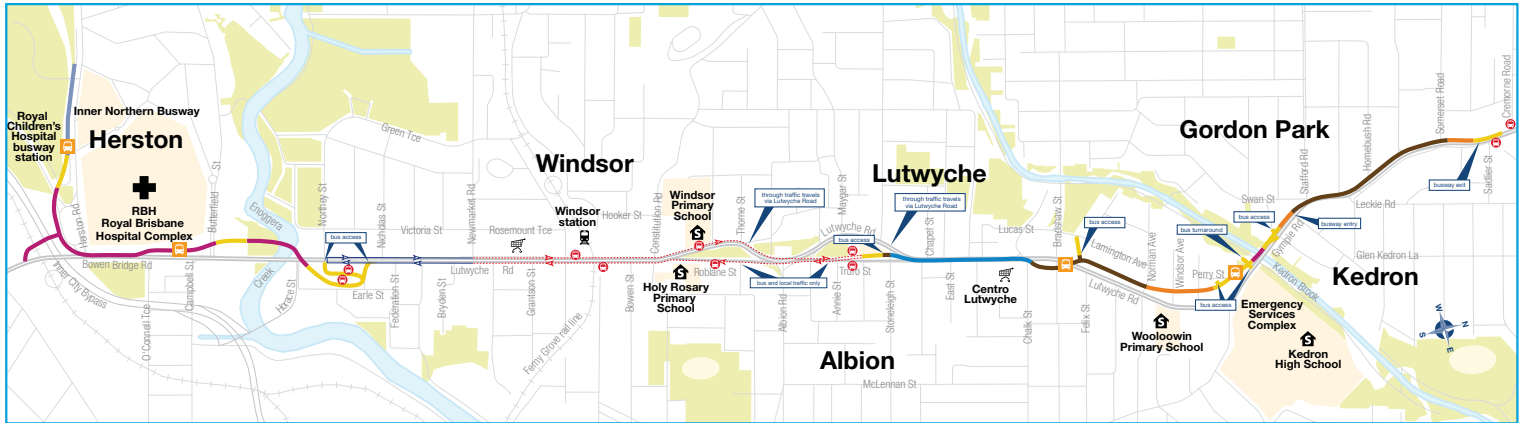 Royal
Children's
Hospital
busway
station
Inner Northern Busway
Herston
RBH
Royal Brisbane
Hospital Complex
Herston Rd
Butterfield
St
Bowen Bridge Rd
Inner City Bypass
O'Connell Tce
Campbell St
Enoggera
Creek
Horace St
Northey St
bus access
Nicholas St
Earle St
Green Tce
Victoria St
Federation St
Bryden St
Newmarket Rd
Lutwyche
Rd
Rosemount Tce
Grantson St
Ferny Grove rail line
Windsor
Windsor
station
Hooker St
Bowen St
Constitution Rd
Windsor
Primary
School
Holy Rosary
Primary
School
Roblane St
Thorne St
through traffic travels
via Lutwyche Road
bus and local traffic only
Albion Rd
Maygar St
Annie St
Lutwyche Rd
bus access
Truro St
Stoneleigh St
Lutwyche
through traffic travels
via Lutwyche Road
Chapel St
East St
Albion
McLennan St
Lucas St
Centro
Lutwyche
Chalk St
Bradshaw St
bus access
Felix St
Lamington Ave
Lutwyche Rd
Norman Ave
Windsor Ave
Wooloowin
Primary School
Perry St
bus turnaround
bus access
bus access
Gordon Park
Swan St
Stafford Rd
Gympie Rd
busway entry
Kedron Brook
Emergency
Services
Complex
Kedron
High School
Homebush Rd
Leckie Rd
Glen Kedron La
Kedron
Somerset Road
busway exit
Sadlier St
Cremorne Road
N
W
S
E